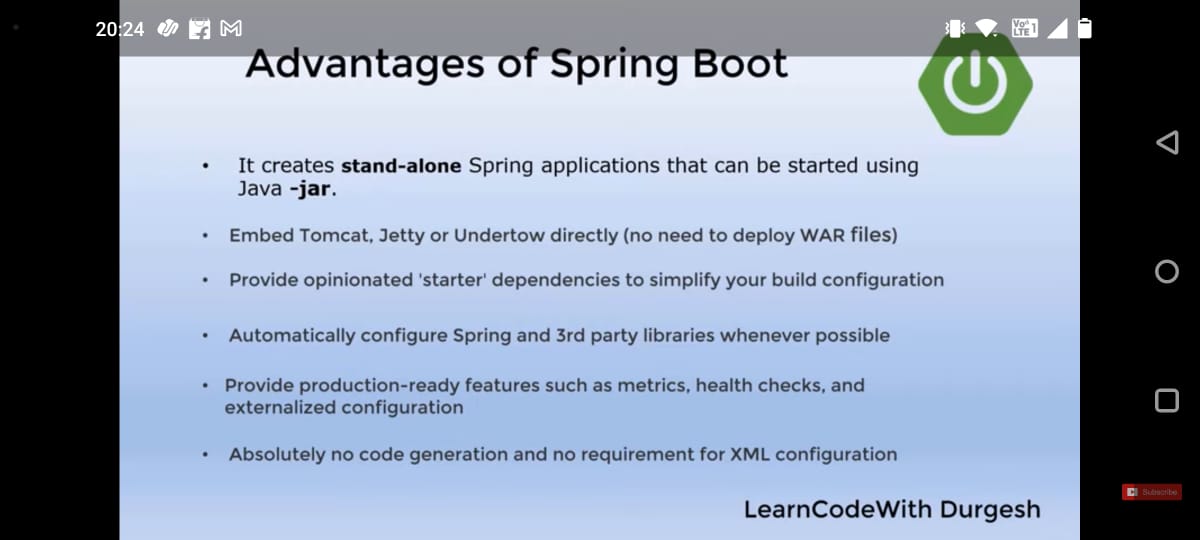 20:24
Vo LTE 1
Advantages of Spring Boot
• It creates stand-alone Spring applications that can be started using
Java -jar.
• Embed Tomcat, Jetty or Undertow directly (no need to deploy WAR files)
• Provide opinionated 'starter' dependencies to simplify your build configuration
• Automatically configure Spring and 3rd party libraries whenever possible
• Provide production-ready features such as metrics, health checks, and
externalized configuration
• Absolutely no code generation and no requirement for XML configuration
LearnCodeWith Durgesh
Subscribe